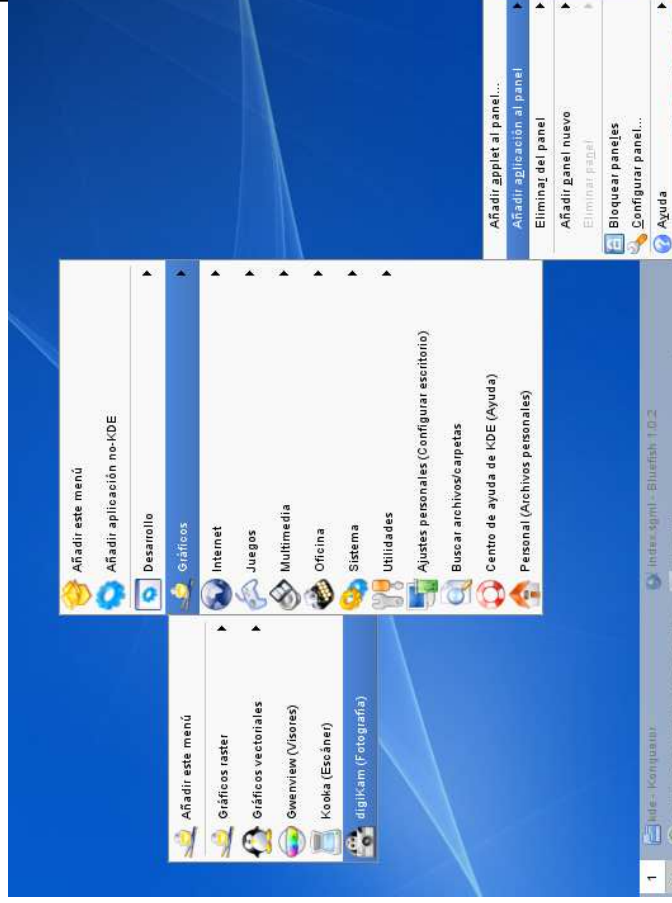 Añadir este menú
Gráficos raster
Gráficos vectoriales
Gwenview (Visores)
Kooka (Escáner)
digiKam (Fotografía)
Añadir este menú
Añadir aplicación no-KDE
Desarrollo
Gráficos
Internet
Juegos
Multimedia
Oficina
Sistema
Utilidades
Ajustes personales (Configurar escritorio)
Buscar archivos/carpetas
Centro de ayuda de KDE (Ayuda)
Personal (Archivos personales)
Añadir applet al panel...
Añadir aplicación al panel
Eliminar del panel
Añadir panel nuevo
Eliminar panel
Bloquear paneles
Configurar panel...
Ayuda
1
kde - Konqueror
index.sgml - Bluefish 1.0.2